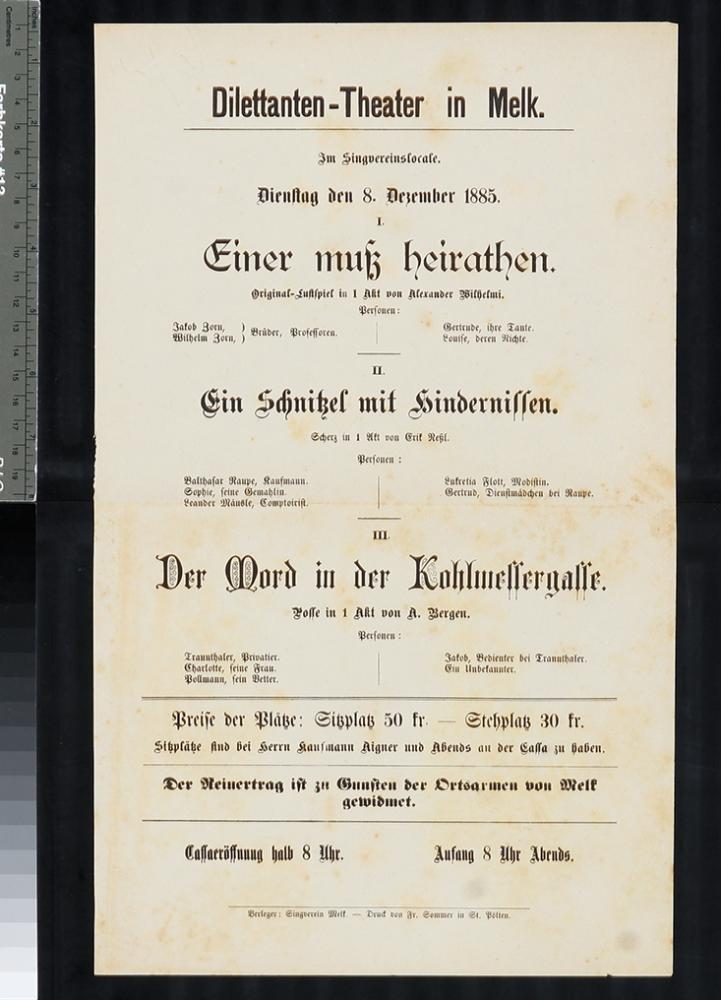 Dilettanten-Theater in Melk.
Im Singvereinslocale.
Dienstag den 8. Dezember 1885.
I.
Einer muß heirathen.
Original-Lustspiel in 1 Akt von Alexander Wilhelmi.
Personen:
Jakob Zorn, ) Brüder, Professoren.
Wilhelm Zorn, )
Gertrude, ihre Tante.
Louise, deren Nichte.
II.
Ein Schnitzel mit Hindernissen.
Scherz in 1 Akt von Erik Neßl.
Personen:
Balthasar Raupe, Kaufmann.
Sophie, seine Gemahlin.
Leander Mäusle, Comptoirist.
Lukretia Flott, Modistin.
Gertrud, Dienstmädchen bei Raupe.
III.
Der Mord in der Kohlmessergasse.
Posse in 1 Akt von A. Bergen.
Personen:
Traunthaler, Privatier.
Charlotte, seine Frau.
Pollmann, sein Vetter.
Jakob, Bedienter bei Traunthaler.
Ein Unbekannter.
Preise der Plätze: Sitzplatz 50 kr. — Stehplatz 30 kr.
Sitzplätze sind bei Herrn Kaufmann Aigner und Abends an der Cassa zu haben.
Der Reinertrag ist zu Gunsten der Ortsarmen von Melk
gewidmet.
Cassaeröffnung halb 8 Uhr.
Anfang 8 Uhr Abends.
Verleger: Singverein Melk. — Druck von Fr. Sommer in St. Pölten.
Centimetres
Inches
Farbkarte #13